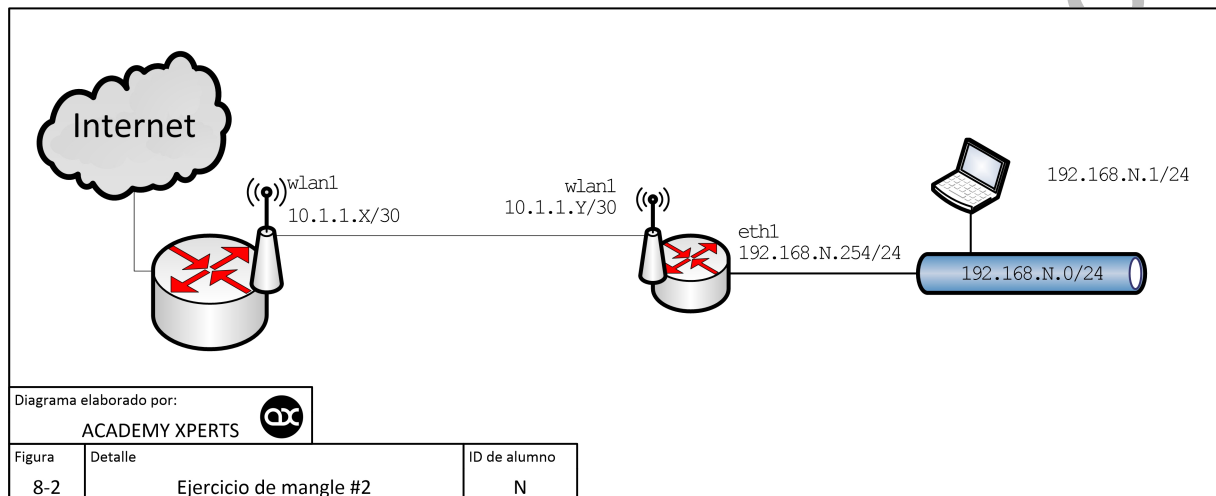 Internet
wlan1
10.1.1.X/30
wlan1
10.1.1.Y/30
eth1
192.168.N.254/24
192.168.N.1/24
192.168.N.0/24
Diagrama elaborado por:
ACADEMY XPERTS
ax
Figura
Detalle
ID de alumno
8-2
Ejercicio de mangle #2
N